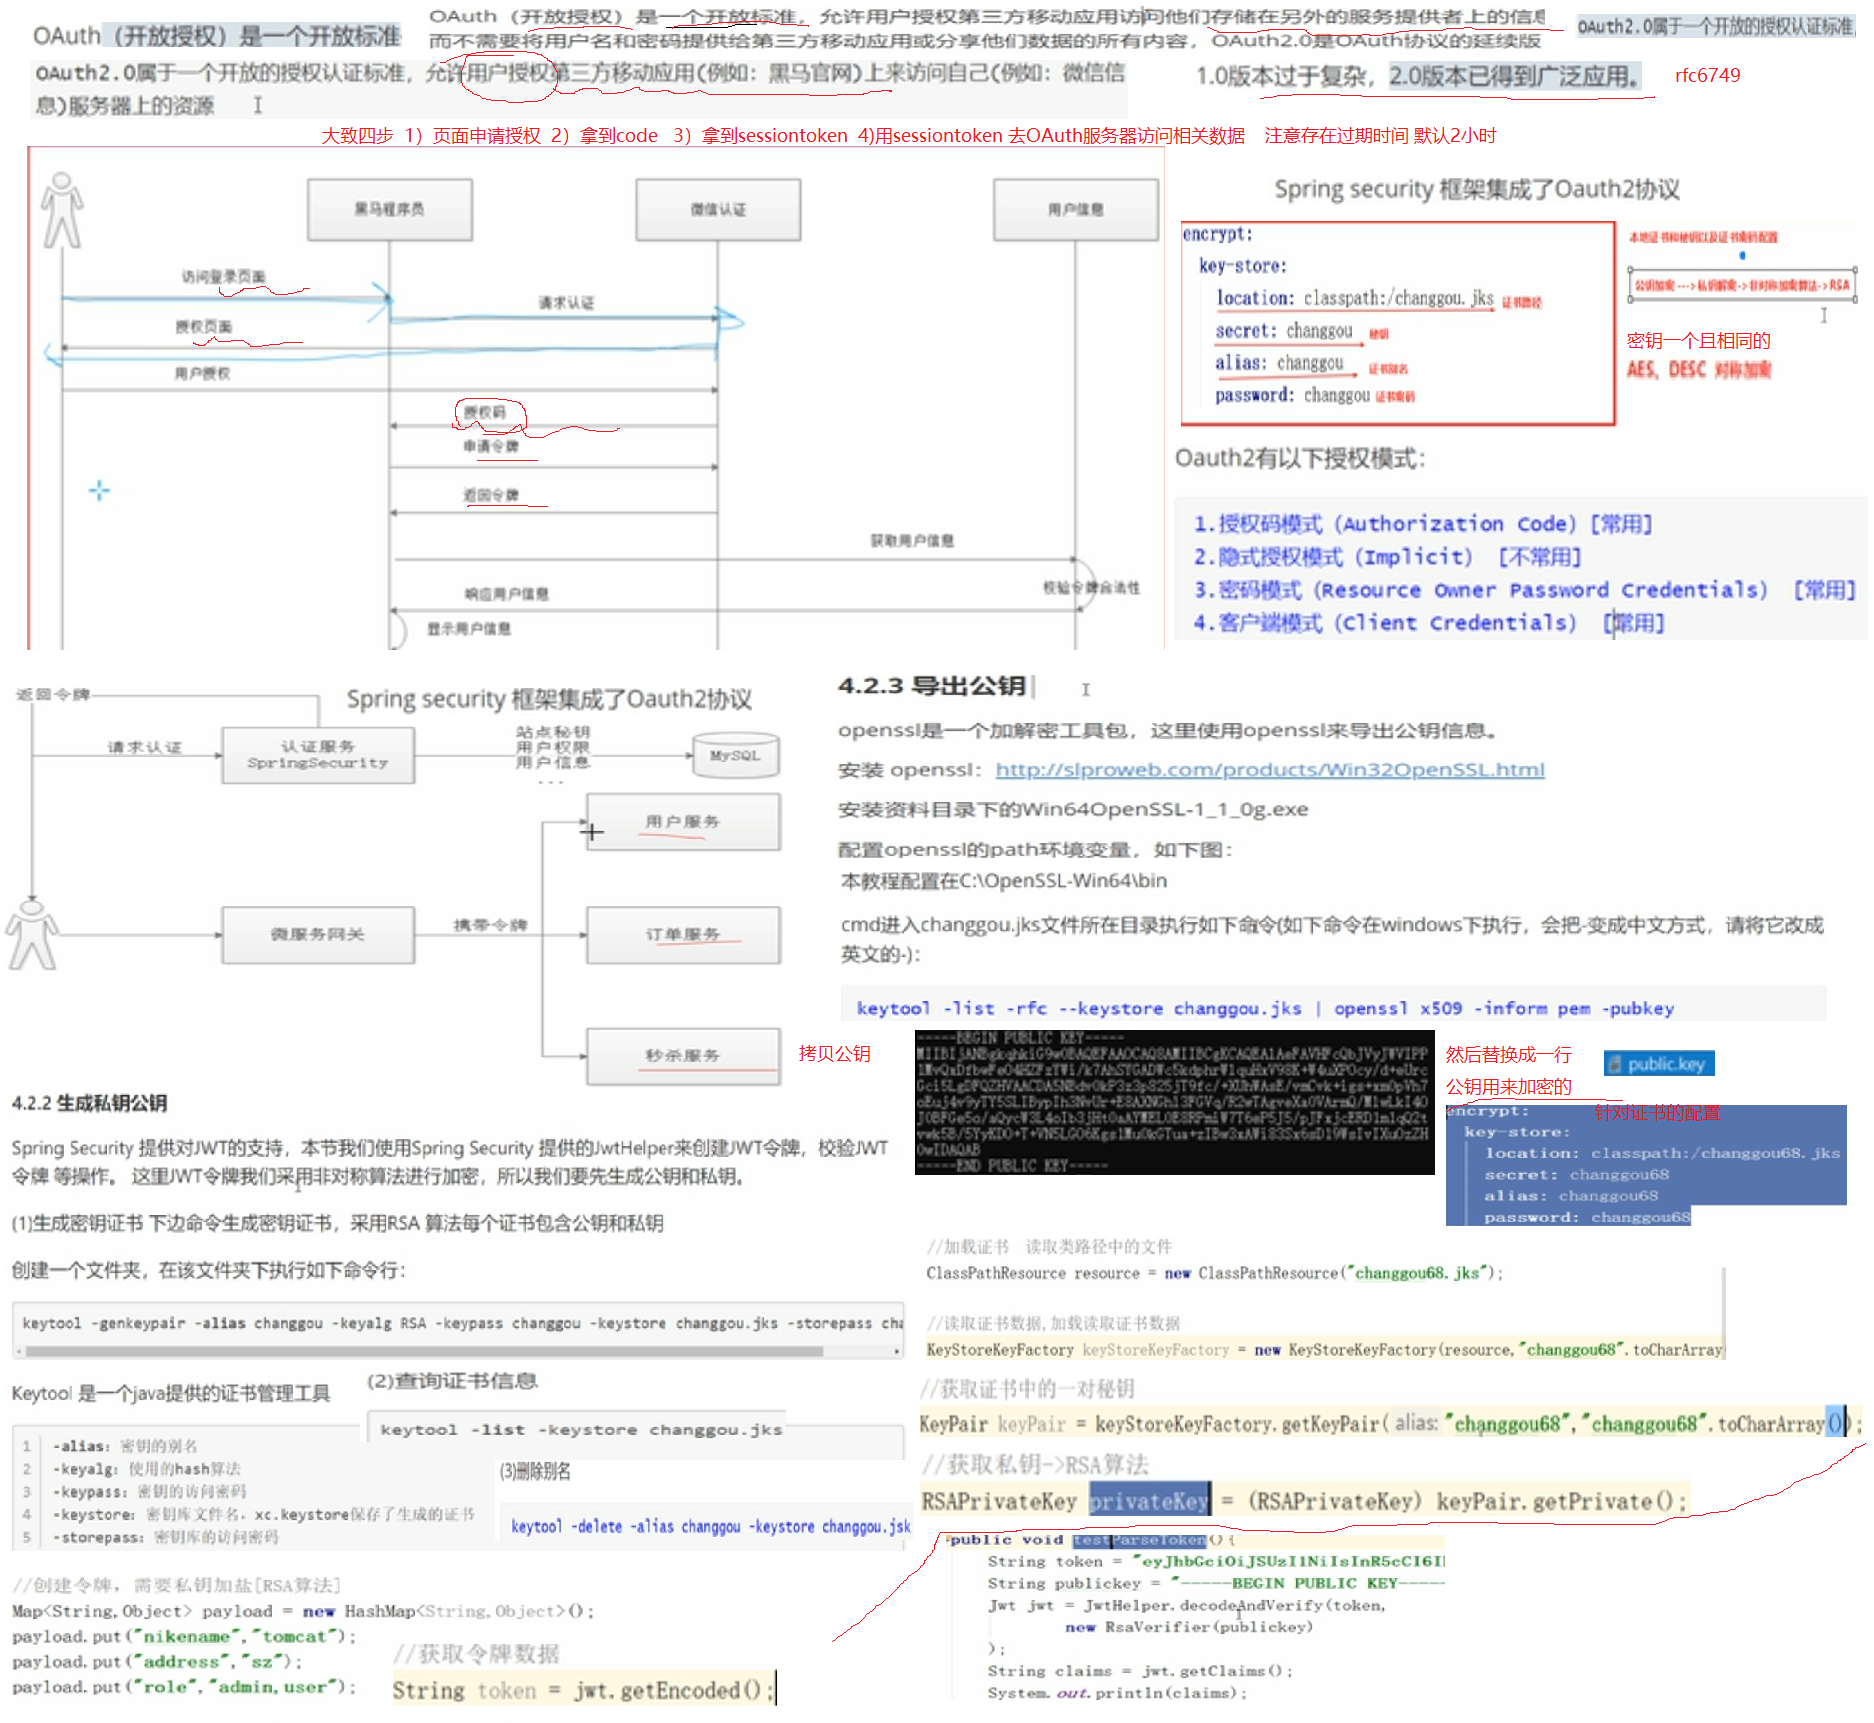 OAuth（开放授权）是一个开放标准
OAuth（开放授权）是一个开放标准，允许用户授权第三方移动应用访问他们存储在另外的服务提供者上的信息
而不需要将用户名和密码提供给第三方移动应用或分享他们数据的所有内容，OAuth2.0是OAuth协议的延续版
OAuth2.0属于一个开放的授权认证标准
OAuth2.0属于一个开放的授权认证标准，允许用户授权第三方移动应用(例如：黑马官网)上来访问自己(例如：微信信
息)服务器上的资源
1.0版本过于复杂，2.0版本已得到广泛应用。
rfc6749
大致四步 1）页面申请授权 2）拿到code 3）拿到sessiontoken 4)用sessiontoken 去OAuth服务器访问相关数据 注意存在过期时间 默认2小时
黑马程序员
微信认证
用户信息
访问登录页面
请求认证
授权页面
用户授权
授权码
申请令牌
返回令牌
获取用户信息
校验令牌合法性
响应用户信息
显示用户信息
Spring security 框架集成了Oauth2协议
encrypt:
key-store:
location: classpath:/changgou.jks 证书路径
secret: changgou 秘钥
alias: changgou 证书别名
password: changgou 证书密码
本地证书和秘钥以及证书密码配置
公钥加密--->私钥解密->非对称加密算法->RSA
密钥一个且相同的
AES, DESC 对称加密
Oauth2有以下授权模式：
1.授权码模式（Authorization Code）[常用]
2.隐式授权模式（Implicit） [不常用]
3.密码模式（Resource Owner Password Credentials） [常用]
4.客户端模式（Client Credentials） [常用]
返回令牌
Spring security 框架集成了Oauth2协议
请求认证
认证服务
SpringSecurity
站点秘钥
用户权限
用户信息
...
MySQL
用户服务
微服务网关
携带令牌
订单服务
秒杀服务
拷贝公钥
4.2.3 导出公钥
openssl是一个加解密工具包，这里使用openssl来导出公钥信息。
安装 openssl：http://slproweb.com/products/Win32OpenSSL.html
安装资料目录下的Win64OpenSSL-1_1_0g.exe
配置openssl的path环境变量，如下图：
本教程配置在C:\OpenSSL-Win64\bin
cmd进入changgou.jks文件所在目录执行如下命令(如下命令在windows下执行，会把-变成中文方式，请将它改成
英文的-)：
keytool -list -rfc --keystore changgou.jks | openssl x509 -inform pem -pubkey
-----BEGIN PUBLIC KEY-----
-----END PUBLIC KEY-----
然后替换成一行
公钥用来加密的
public.key
针对证书的配置
encrypt:
key-store:
location: classpath:/changgou68.jks
secret: changgou68
alias: changgou68
password: changgou68
4.2.2 生成私钥公钥
Spring Security 提供对JWT的支持，本节我们使用Spring Security 提供的JwtHelper来创建JWT令牌，校验JWT
令牌 等操作。 这里JWT令牌我们采用非对称算法进行加密，所以我们要先生成公钥和私钥。
(1)生成密钥证书 下边命令生成密钥证书，采用RSA 算法每个证书包含公钥和私钥
创建一个文件夹，在该文件夹下执行如下命令行：
keytool -genkeypair -alias changgou -keyalg RSA -keypass changgou -keystore changgou.jks -storepass cha
Keytool 是一个java提供的证书管理工具
(2)查询证书信息
keytool -list -keystore changgou.jks
1 -alias：密钥的别名
2 -keyalg：使用的hash算法
3 -keypass：密钥的访问密码
4 -keystore：密钥库文件名，xc.keystore保存了生成的证书
5 -storepass：密钥库的访问密码
(3)删除别名
keytool -delete -alias changgou -keystore changgou.jsk
//加载证书 读取类路径中的文件
ClassPathResource resource = new ClassPathResource("changgou68.jks");
//读取证书数据,加载读取证书数据
KeyStoreKeyFactory keyStoreKeyFactory = new KeyStoreKeyFactory(resource,"changgou68".toCharArray
//获取证书中的一对秘钥
KeyPair keyPair = keyStoreKeyFactory.getKeyPair( alias: "changgou68","changgou68".toCharArray());
//获取私钥->RSA算法
RSAPrivateKey privateKey = (RSAPrivateKey) keyPair.getPrivate();
//创建令牌，需要私钥加盐[RSA算法]
Map<String,Object> payload = new HashMap<String,Object>();
payload.put("nikename","tomcat");
payload.put("address","sz");
payload.put("role","admin,user");
//获取令牌数据
String token = jwt.getEncoded();
public void testParseToken(){
String token = "eyJhbGciOiJSUzI1NiIsInR5cCI6I
String publickey = "-----BEGIN PUBLIC KEY-----
Jwt jwt = JwtHelper.decodeAndVerify(token,
new RsaVerifier(publickey)
);
String claims = jwt.getClaims();
System.out.println(claims);